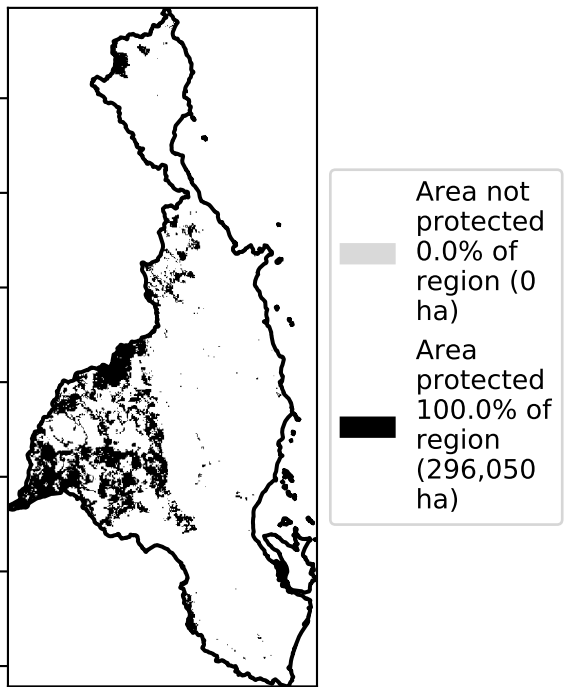 Area not
protected
0.0% of
region (0
ha)
Area
protected
100.0% of
region
(296,050
ha)